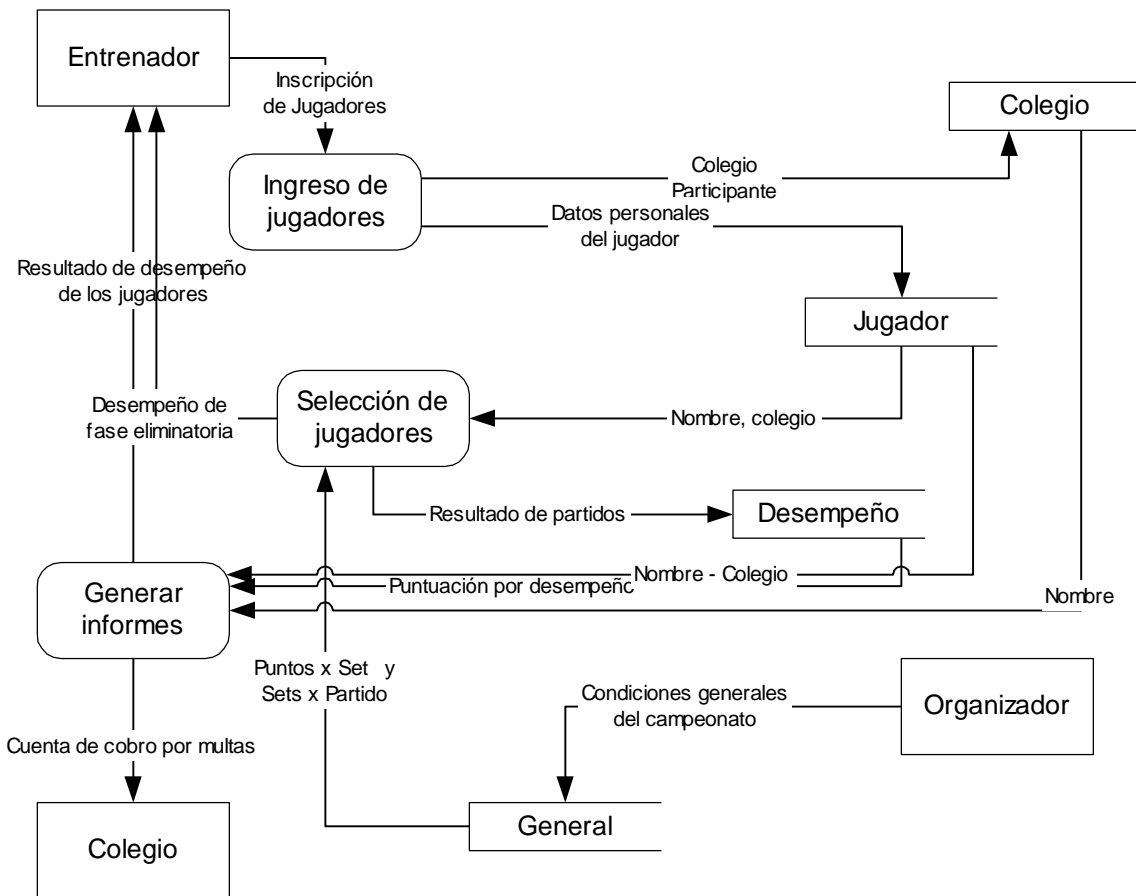 Entrenador
Inscripción
de Jugadores
Colegio
Ingreso de
jugadores
Colegio
Participante
Datos personales
del jugador
Resultado de desempeño
de los jugadores
Jugador
Desempeño de
fase eliminatoria
Selección de
jugadores
Nombre, colegio
Resultado de partidos
Desempeño
Nombre - Colegio
Puntuación por desempeño
Generar
informes
Nombre
Puntos x Set y
Sets x Partido
Condiciones generales
del campeonato
Organizador
Cuenta de cobro por multas
General
Colegio